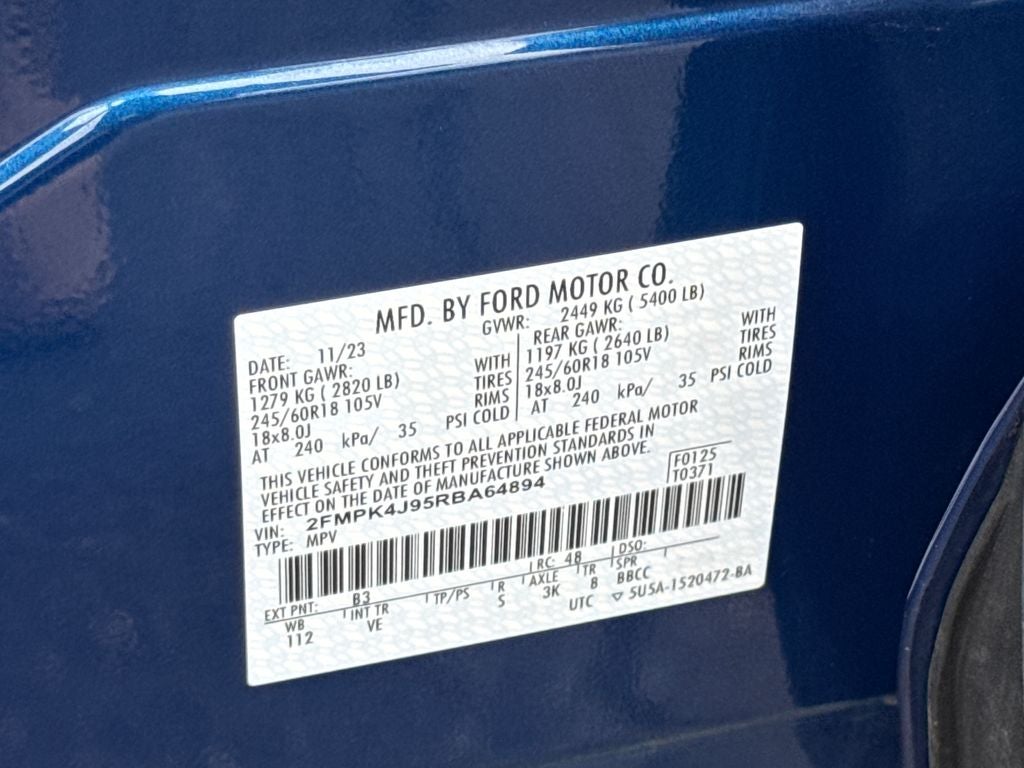 MFD. BY FORD MOTOR CO.
DATE: 11/23 GVWR: 2449 KG ( 5400 LB)
FRONT GAWR: WITH
1279 KG ( 2820 LB) TIRES
245/60R18 105V RIMS
18x8.0J PSI COLD
AT 240 kPa/ 35
REAR GAWR: WITH
1197 KG ( 2640 LB) TIRES
245/60R18 105V RIMS
18x8.0J PSI COLD
AT 240 kPa/ 35
THIS VEHICLE CONFORMS TO ALL APPLICABLE FEDERAL MOTOR
VEHICLE SAFETY AND THEFT PREVENTION STANDARDS IN
EFFECT ON THE DATE OF MANUFACTURE SHOWN ABOVE.
F0125
T0371
VIN: 2FMPK4J95RBA64894
TYPE: MPV
EXT PNT: B3 RC: 48 DSO:
WB INT TR TP/PS R AXLE TR SPR
112 VE S 3K B BBCC
UTC ▽ 5U5A-1520472-BA